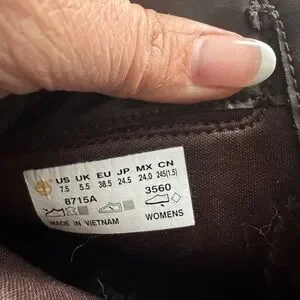 US UK EU JP MX CN
7.5 5.5 38.5 24.5 24.0 245(1.5)
8715A 3560
MADE IN VIETNAM WOMENS